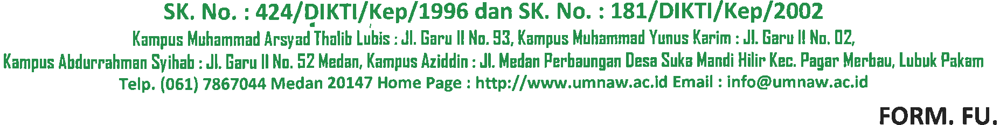 SK. No. : 424/DIKTI/Kep/1996 dan SK. No. : 181/DIKTI/Kep/2002
Kampus Muhammad Arsyad Thalib Lubis : Jl. Garu II No. 93, Kampus Muhammad Yunus Karim : Jl. Garu II No. 02,
Kampus Abdurrahman Syihab : Jl. Garu II No. 52 Medan, Kampus Aziddin : Jl. Medan Perbaungan Desa Suka Mandi Hilir Kec. Pagar Merbau, Lubuk Pakam
Telp. (061) 7867044 Medan 20147 Home Page : http://www.umnaw.ac.id Email : info@umnaw.ac.id
FORM. FU.